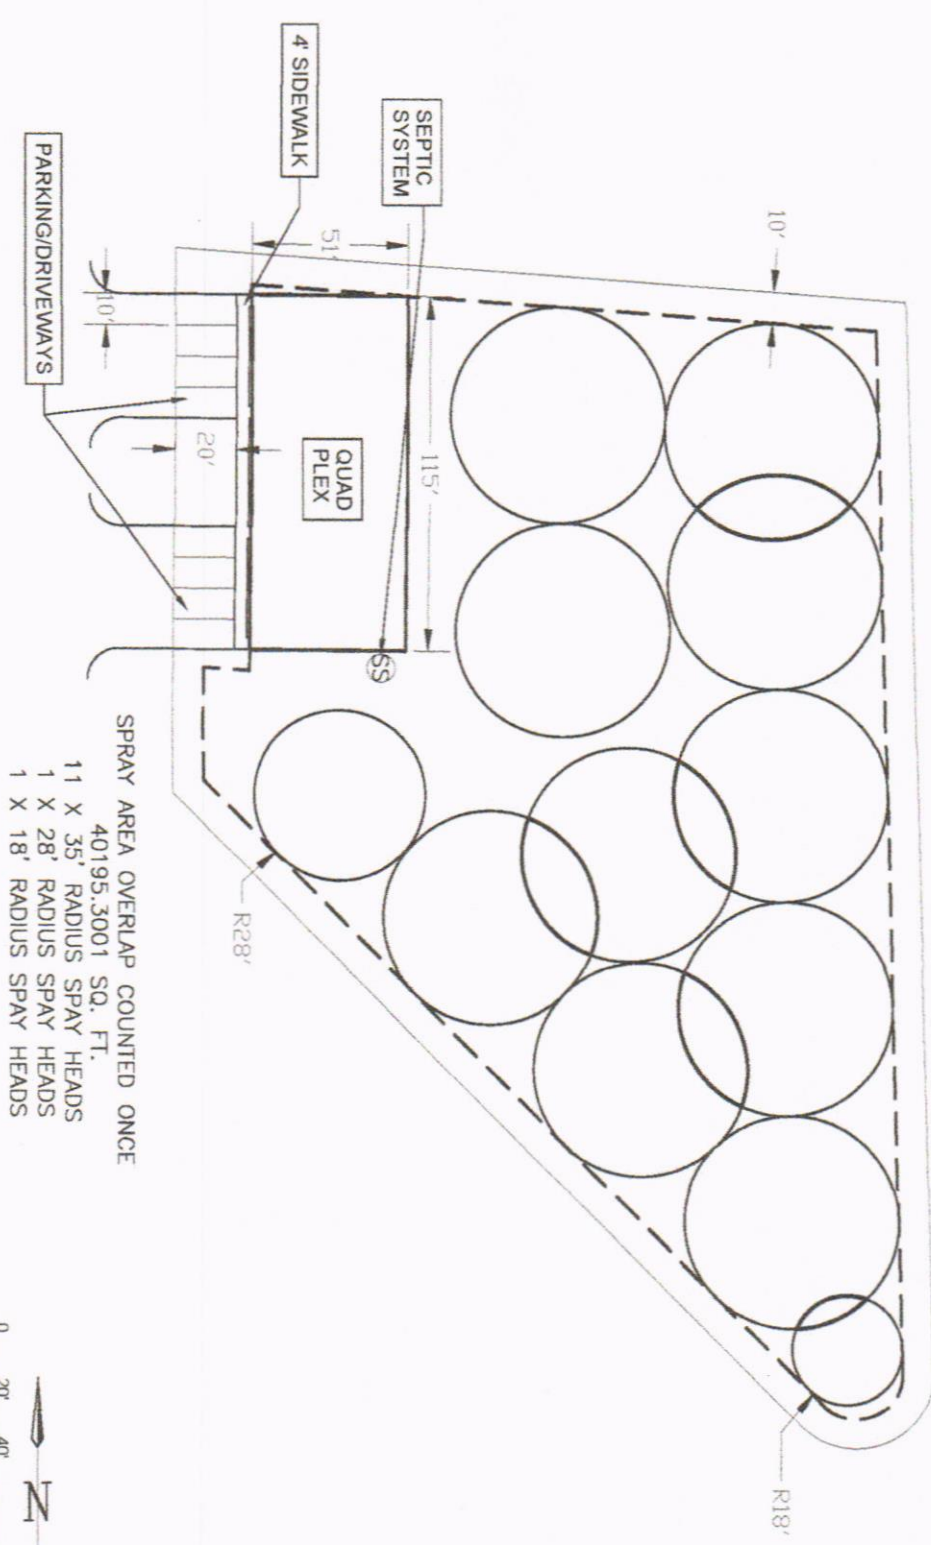 PARKING/DRIVEWAYS
4' SIDEWALK
SEPTIC
SYSTEM
10'
51'
10'
20'
115'
QUAD
PLEX
SS
R28'
R18'
SPRAY AREA OVERLAP COUNTED ONCE
40195.3001 SQ. FT.
11 X 35' RADIUS SPAY HEADS
1 X 28' RADIUS SPAY HEADS
1 X 18' RADIUS SPAY HEADS
0 20' 40'
N